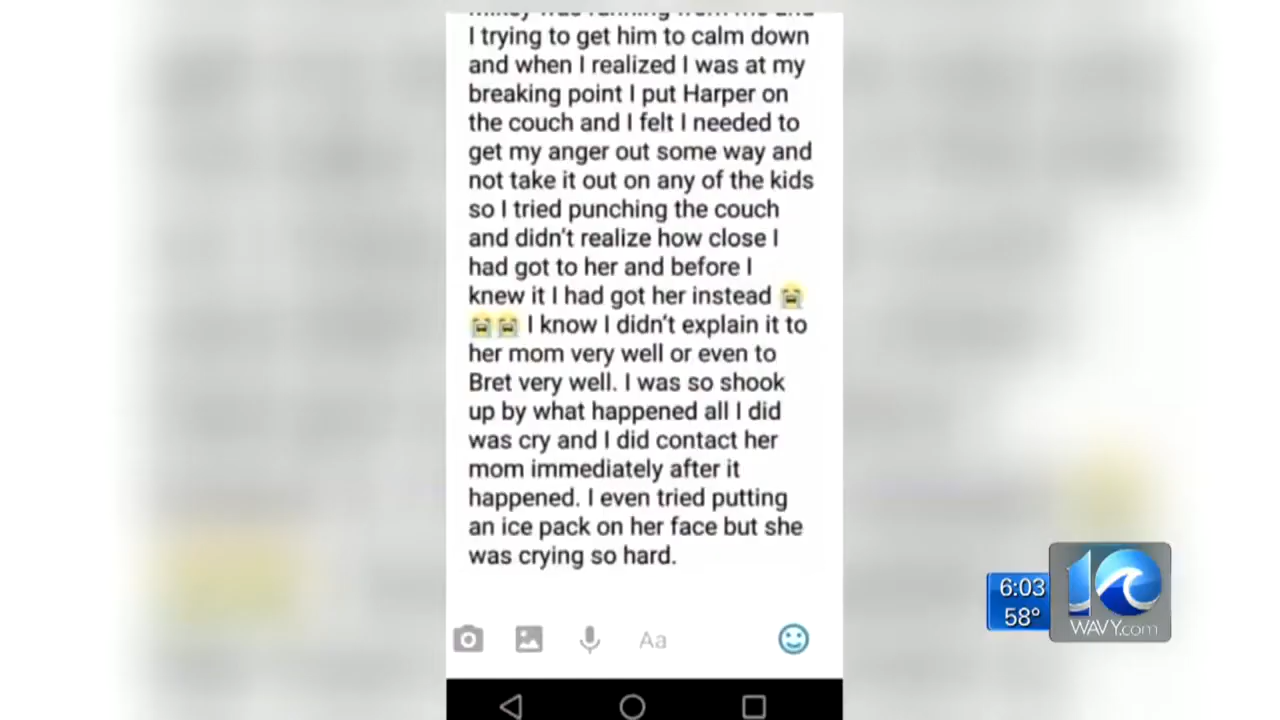 I trying to get him to calm down
and when I realized I was at my
breaking point I put Harper on
the couch and I felt I needed to
get my anger out some way and
not take it out on any of the kids
so I tried punching the couch
and didn't realize how close I
had got to her and before I
knew it I had got her instead 😭
😭😭 I know I didn't explain it to
her mom very well or even to
Bret very well. I was so shook
up by what happened all I did
was cry and I did contact her
mom immediately after it
happened. I even tried putting
an ice pack on her face but she
was crying so hard.
Aa
6:03
58°
10
WAVY.com